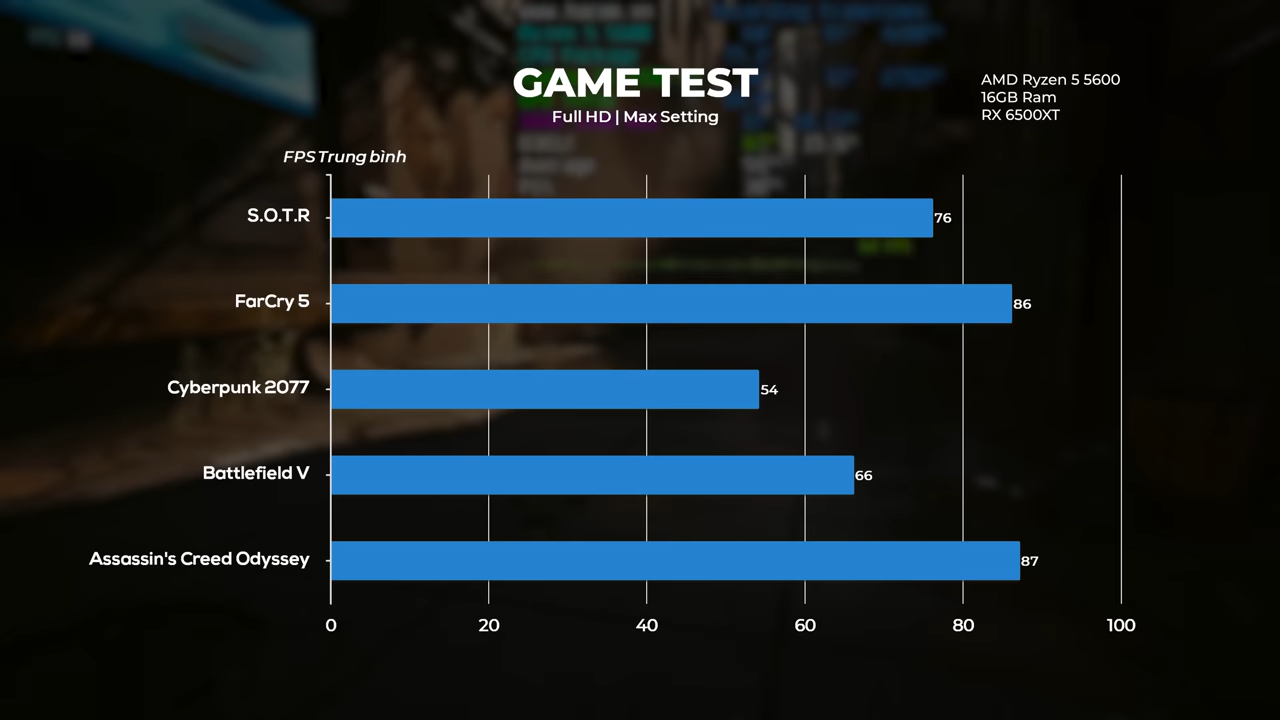 GAME TEST
Full HD | Max Setting
AMD Ryzen 5 5600
16GB Ram
RX 6500XT
FPS Trung bình
S.O.T.R
76
FarCry 5
86
Cyberpunk 2077
54
Battlefield V
66
Assassin's Creed Odyssey
87
0
20
40
60
80
100